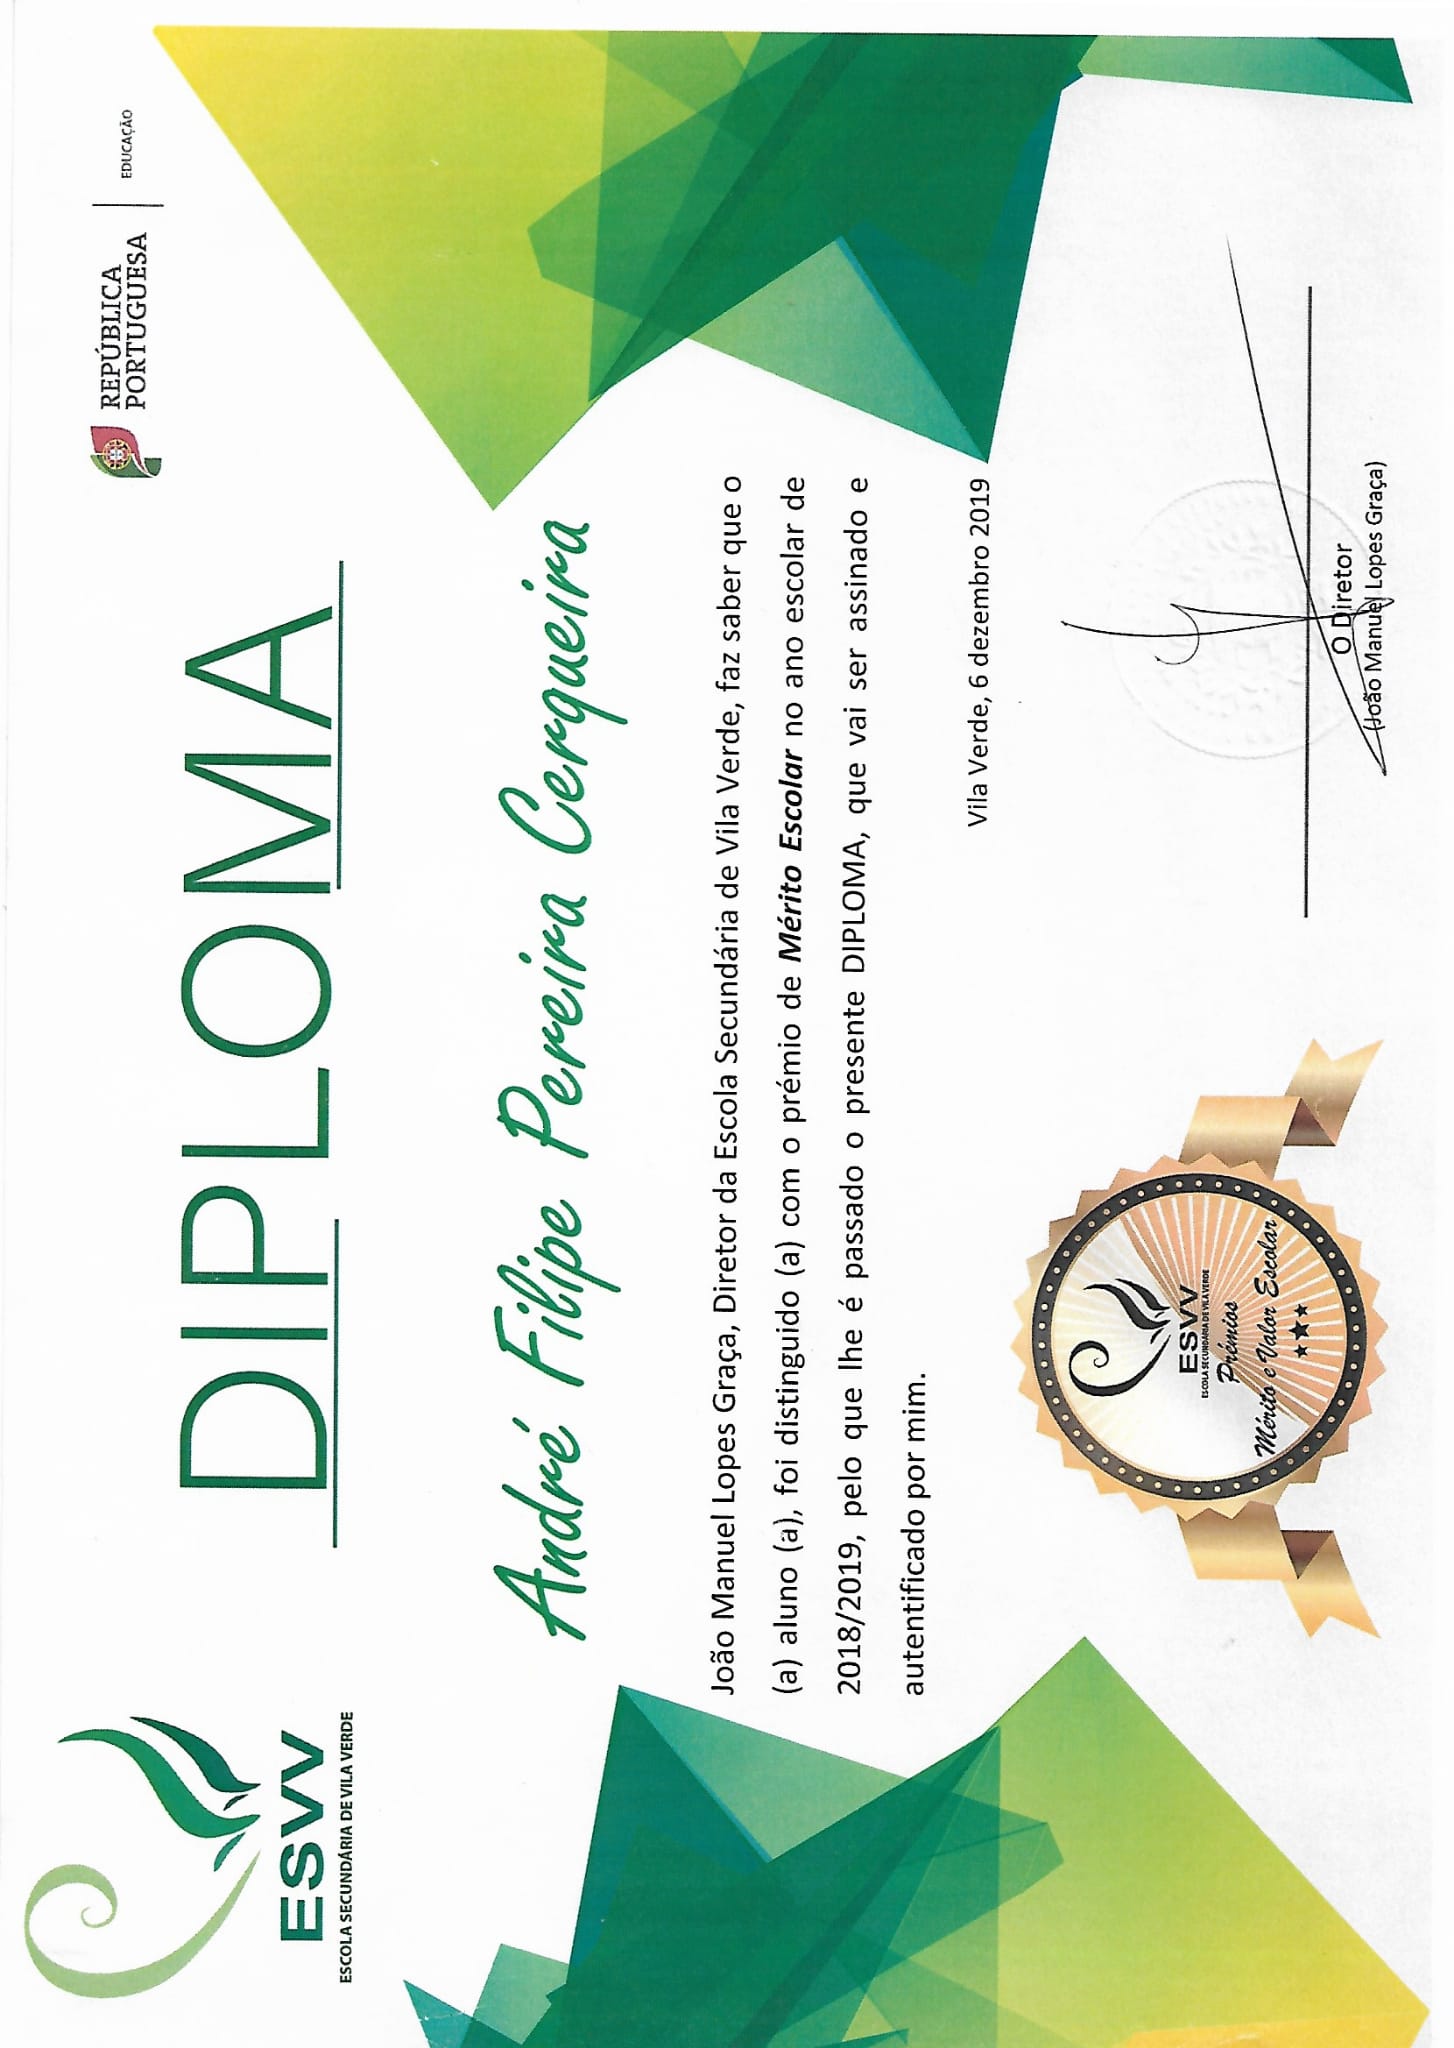 ESVV
ESCOLA SECUNDÁRIA DE VILA VERDE
REPÚBLICA
PORTUGUESA
EDUCAÇÃO
DIPLOMA
André Filipe Pereira Cerqueira
João Manuel Lopes Graça, Diretor da Escola Secundária de Vila Verde, faz saber que o
(a) aluno (a), foi distinguido (a) com o prémio de Mérito Escolar no ano escolar de
2018/2019, pelo que lhe é passado o presente DIPLOMA, que vai ser assinado e
autentificado por mim.
Vila Verde, 6 dezembro 2019
ESVV
ESCOLA SECUNDÁRIA DE VILA VERDE
Prémios
Mérito e Valor Escolar
O Diretor
(João Manuel Lopes Graça)